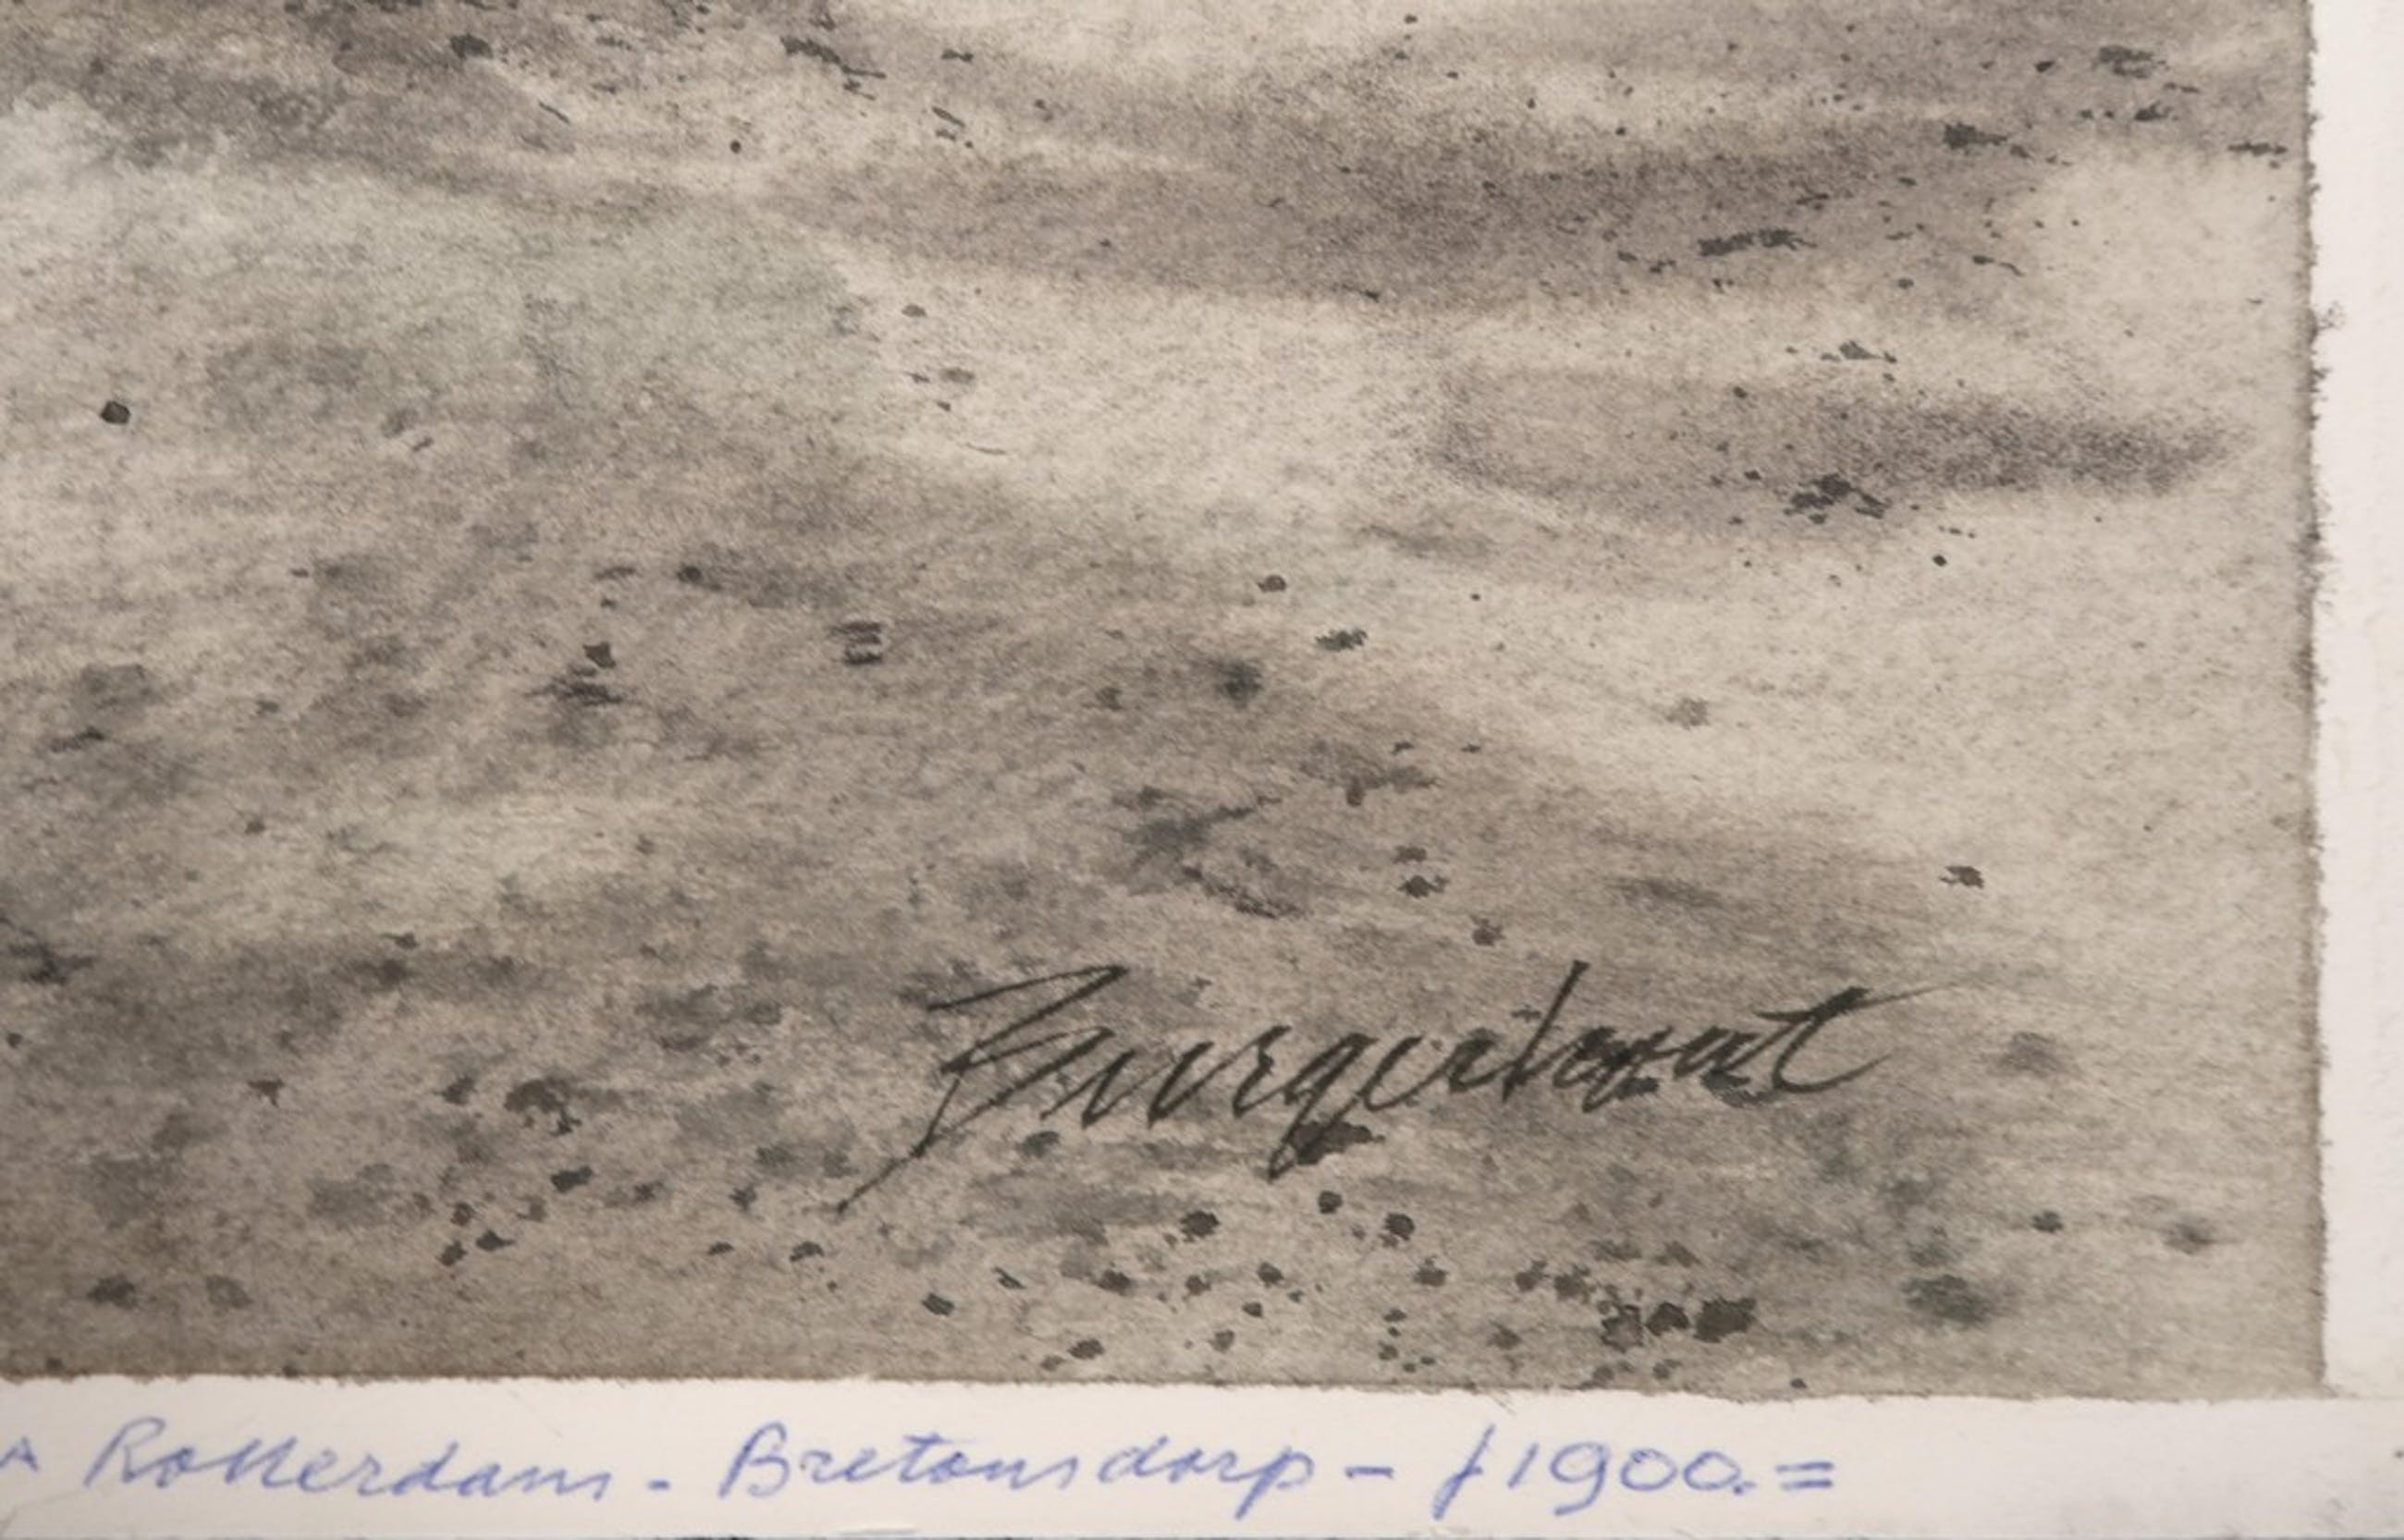 Burgerhout
Rotterdam - Bretonsdorp - ƒ1900.=